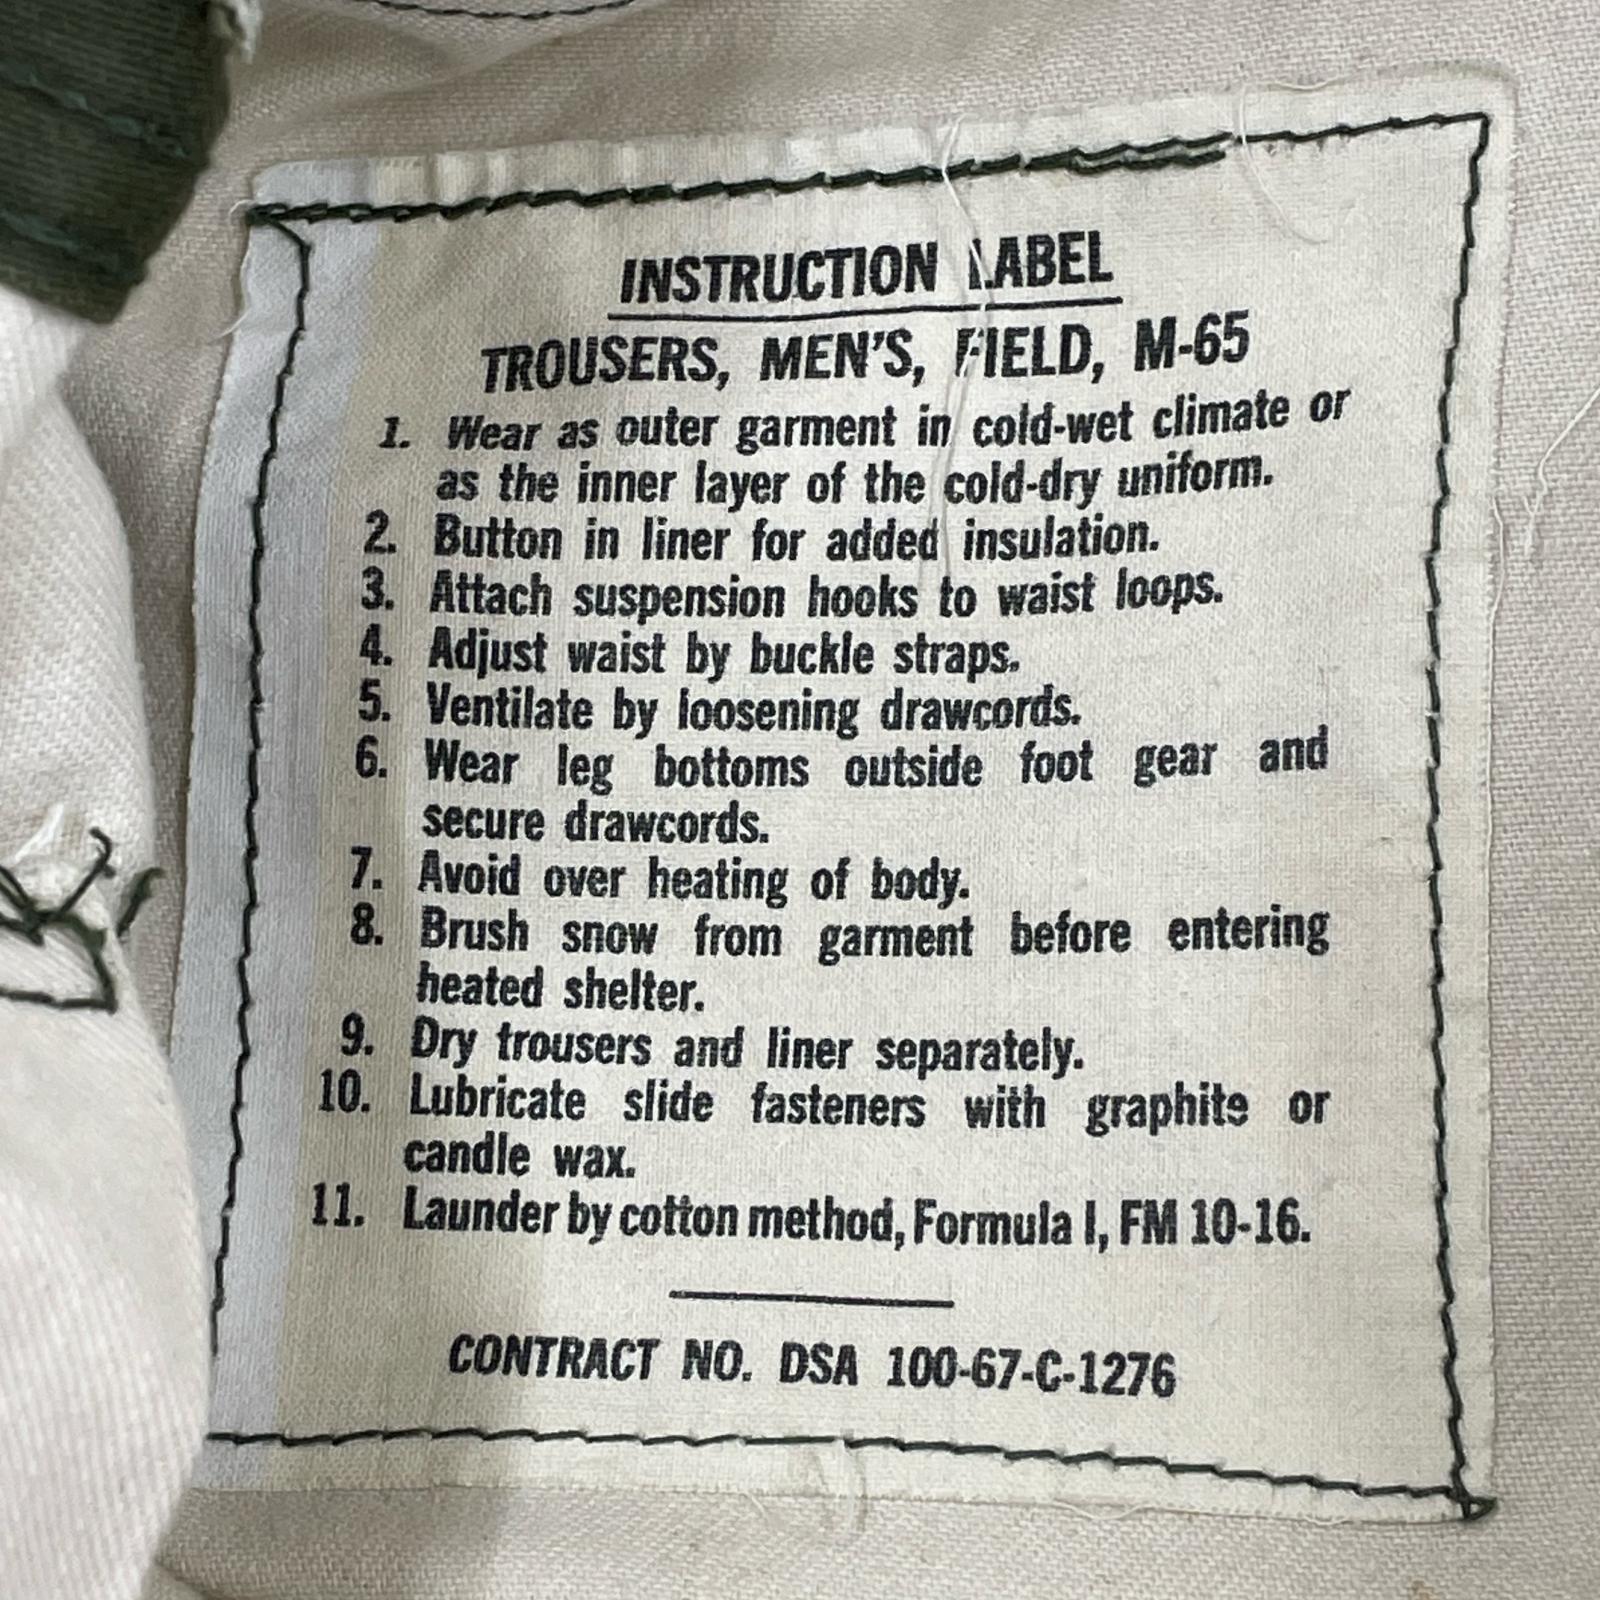 INSTRUCTION LABEL
TROUSERS, MEN'S, FIELD, M-65
1. Wear as outer garment in cold-wet climate or
as the inner layer of the cold-dry uniform.
2. Button in liner for added insulation.
3. Attach suspension hooks to waist loops.
4. Adjust waist by buckle straps.
5. Ventilate by loosening drawcords.
6. Wear leg bottoms outside foot gear and
secure drawcords.
7. Avoid over heating of body.
8. Brush snow from garment before entering
heated shelter.
9. Dry trousers and liner separately.
10. Lubricate slide fasteners with graphite or
candle wax.
11. Launder by cotton method, Formula I, FM 10-16.
CONTRACT NO. DSA 100-67-C-1276